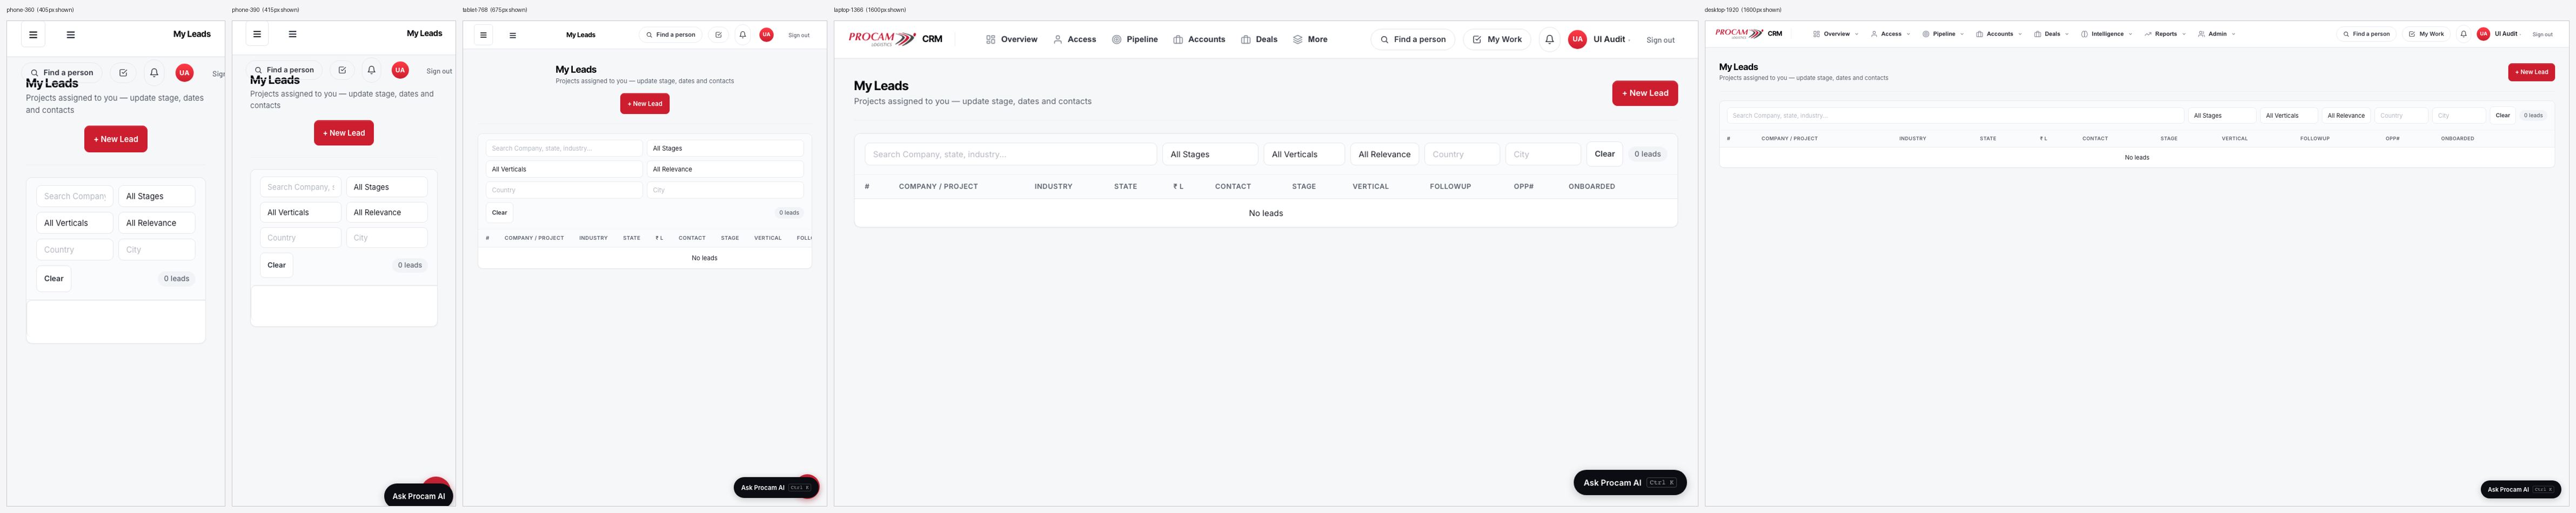 phone-360 (405px shown)
My Leads
Find a person
UA
Sign
My Leads
Projects assigned to you — update stage, dates
and contacts
+ New Lead
Search Company
All Stages
All Verticals
All Relevance
Country
City
Clear
0 leads
phone-390 (415px shown)
My Leads
Find a person
UA
Sign out
My Leads
Projects assigned to you — update stage, dates and
contacts
+ New Lead
Search Company, s
All Stages
All Verticals
All Relevance
Country
City
Clear
0 leads
Ask Procam AI
tablet-768 (675px shown)
My Leads
Find a person
UA
Sign out
My Leads
Projects assigned to you — update stage, dates and contacts
+ New Lead
Search Company, state, industry...
All Stages
All Verticals
All Relevance
Country
City
Clear
0 leads
# COMPANY / PROJECT INDUSTRY STATE ₹ L CONTACT STAGE VERTICAL FOLL
No leads
Ask Procam AI Ctrl K
laptop-1366 (1600px shown)
PROCAM LOGISTICS CRM
Overview Access Pipeline Accounts Deals More
Find a person My Work UA UI Audit Sign out
My Leads
Projects assigned to you — update stage, dates and contacts
+ New Lead
Search Company, state, industry... All Stages All Verticals All Relevance Country City Clear 0 leads
# COMPANY / PROJECT INDUSTRY STATE ₹ L CONTACT STAGE VERTICAL FOLLOWUP OPP# ONBOARDED
No leads
Ask Procam AI Ctrl K
desktop-1920 (1600px shown)
PROCAM LOGISTICS CRM
Overview Access Pipeline Accounts Deals Intelligence Reports Admin
Find a person My Work UA UI Audit Sign out
My Leads
Projects assigned to you — update stage, dates and contacts
+ New Lead
Search Company, state, industry... All Stages All Verticals All Relevance Country City Clear 0 leads
# COMPANY / PROJECT INDUSTRY STATE ₹ L CONTACT STAGE VERTICAL FOLLOWUP OPP# ONBOARDED
No leads
Ask Procam AI Ctrl K